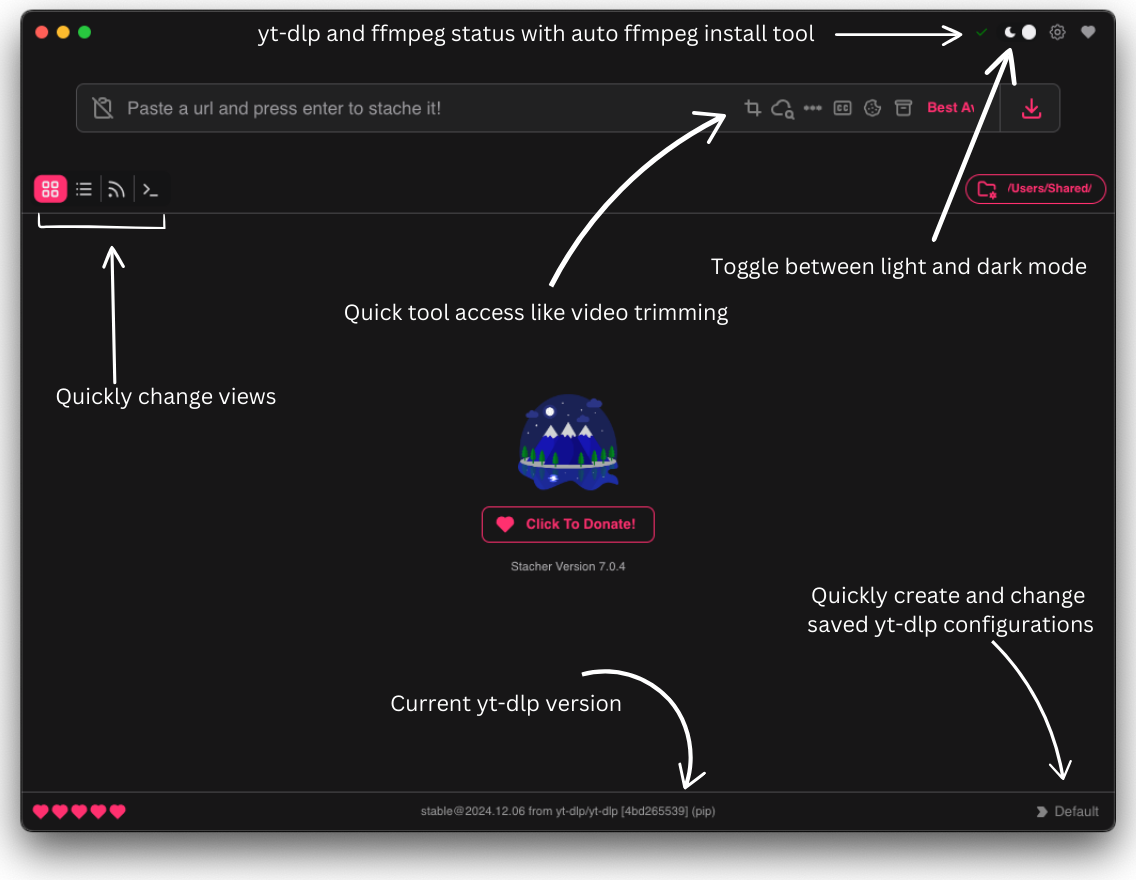 yt-dlp and ffmpeg status with auto ffmpeg install tool
Paste a url and press enter to stache it!
CC
Best Av
/Users/Shared/
Toggle between light and dark mode
Quick tool access like video trimming
Quickly change views
Click To Donate!
Stacher Version 7.0.4
Quickly create and change
saved yt-dlp configurations
Current yt-dlp version
stable@2024.12.06 from yt-dlp/yt-dlp [4bd265539] (pip)
Default